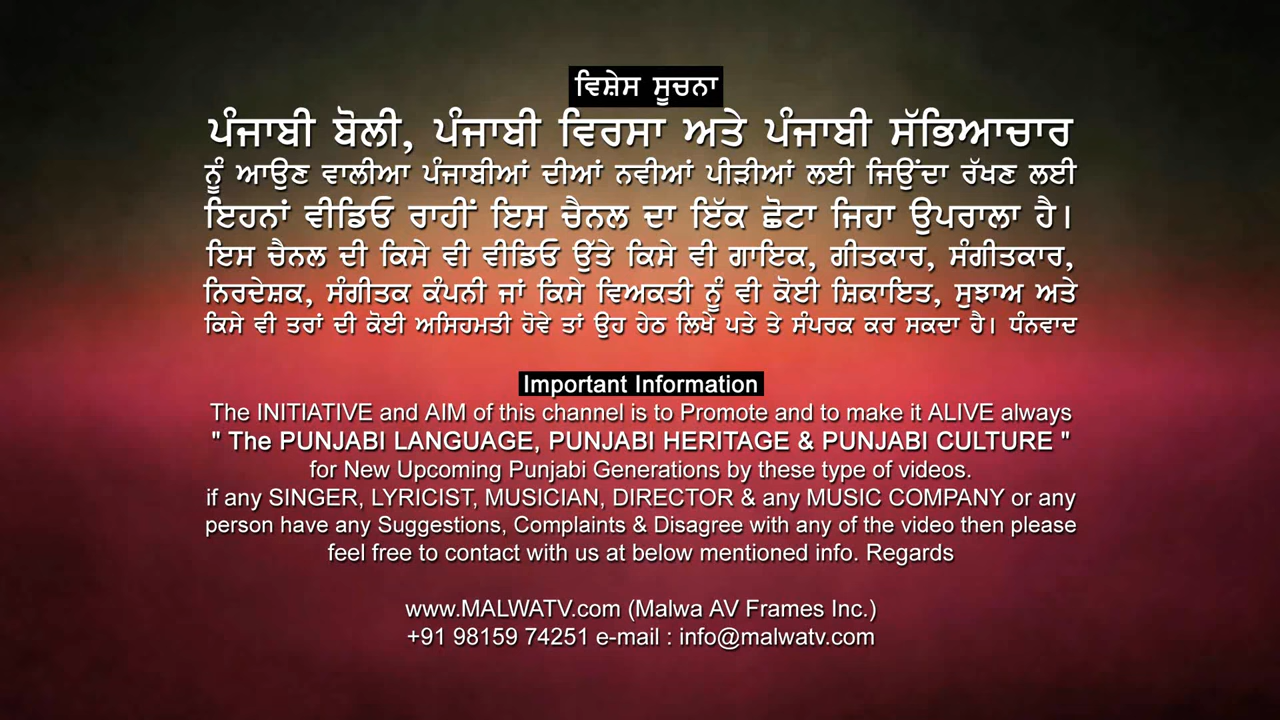 ਵਿਸ਼ੇਸ ਸੂਚਨਾ
ਪੰਜਾਬੀ ਬੋਲੀ, ਪੰਜਾਬੀ ਵਿਰਸਾ ਅਤੇ ਪੰਜਾਬੀ ਸੱਭਿਆਚਾਰ
ਨੂੰ ਆਉਣ ਵਾਲੀਆ ਪੰਜਾਬੀਆਂ ਦੀਆਂ ਨਵੀਆਂ ਪੀੜੀਆਂ ਲਈ ਜਿਉਂਦਾ ਰੱਖਣ ਲਈ
ਇਹਨਾਂ ਵੀਡਿਓ ਰਾਹੀਂ ਇਸ ਚੈਨਲ ਦਾ ਇੱਕ ਛੋਟਾ ਜਿਹਾ ਉਪਰਾਲਾ ਹੈ।
ਇਸ ਚੈਨਲ ਦੀ ਕਿਸੇ ਵੀ ਵੀਡਿਓ ਉੱਤੇ ਕਿਸੇ ਵੀ ਗਾਇਕ, ਗੀਤਕਾਰ, ਸੰਗੀਤਕਾਰ,
ਨਿਰਦੇਸ਼ਕ, ਸੰਗੀਤਕ ਕੰਪਨੀ ਜਾਂ ਕਿਸੇ ਵਿਅਕਤੀ ਨੂੰ ਵੀ ਕੋਈ ਸ਼ਿਕਾਇਤ, ਸੁਝਾਅ ਅਤੇ
ਕਿਸੇ ਵੀ ਤਰਾਂ ਦੀ ਕੋਈ ਅਸਿਹਮਤੀ ਹੋਵੇ ਤਾਂ ਉਹ ਹੇਠ ਲਿਖੇ ਪਤੇ ਤੇ ਸੰਪਰਕ ਕਰ ਸਕਦਾ ਹੈ। ਧੰਨਵਾਦ
Important Information
The INITIATIVE and AIM of this channel is to Promote and to make it ALIVE always
" The PUNJABI LANGUAGE, PUNJABI HERITAGE & PUNJABI CULTURE "
for New Upcoming Punjabi Generations by these type of videos.
if any SINGER, LYRICIST, MUSICIAN, DIRECTOR & any MUSIC COMPANY or any
person have any Suggestions, Complaints & Disagree with any of the video then please
feel free to contact with us at below mentioned info. Regards
www.MALWATV.com (Malwa AV Frames Inc.)
+91 98159 74251 e-mail : info@malwatv.com